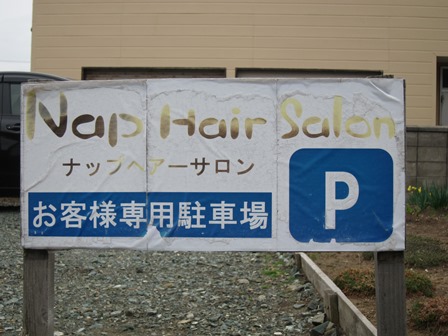 Nap Hair Salon
ナップヘアーサロン
お客様専用駐車場
P